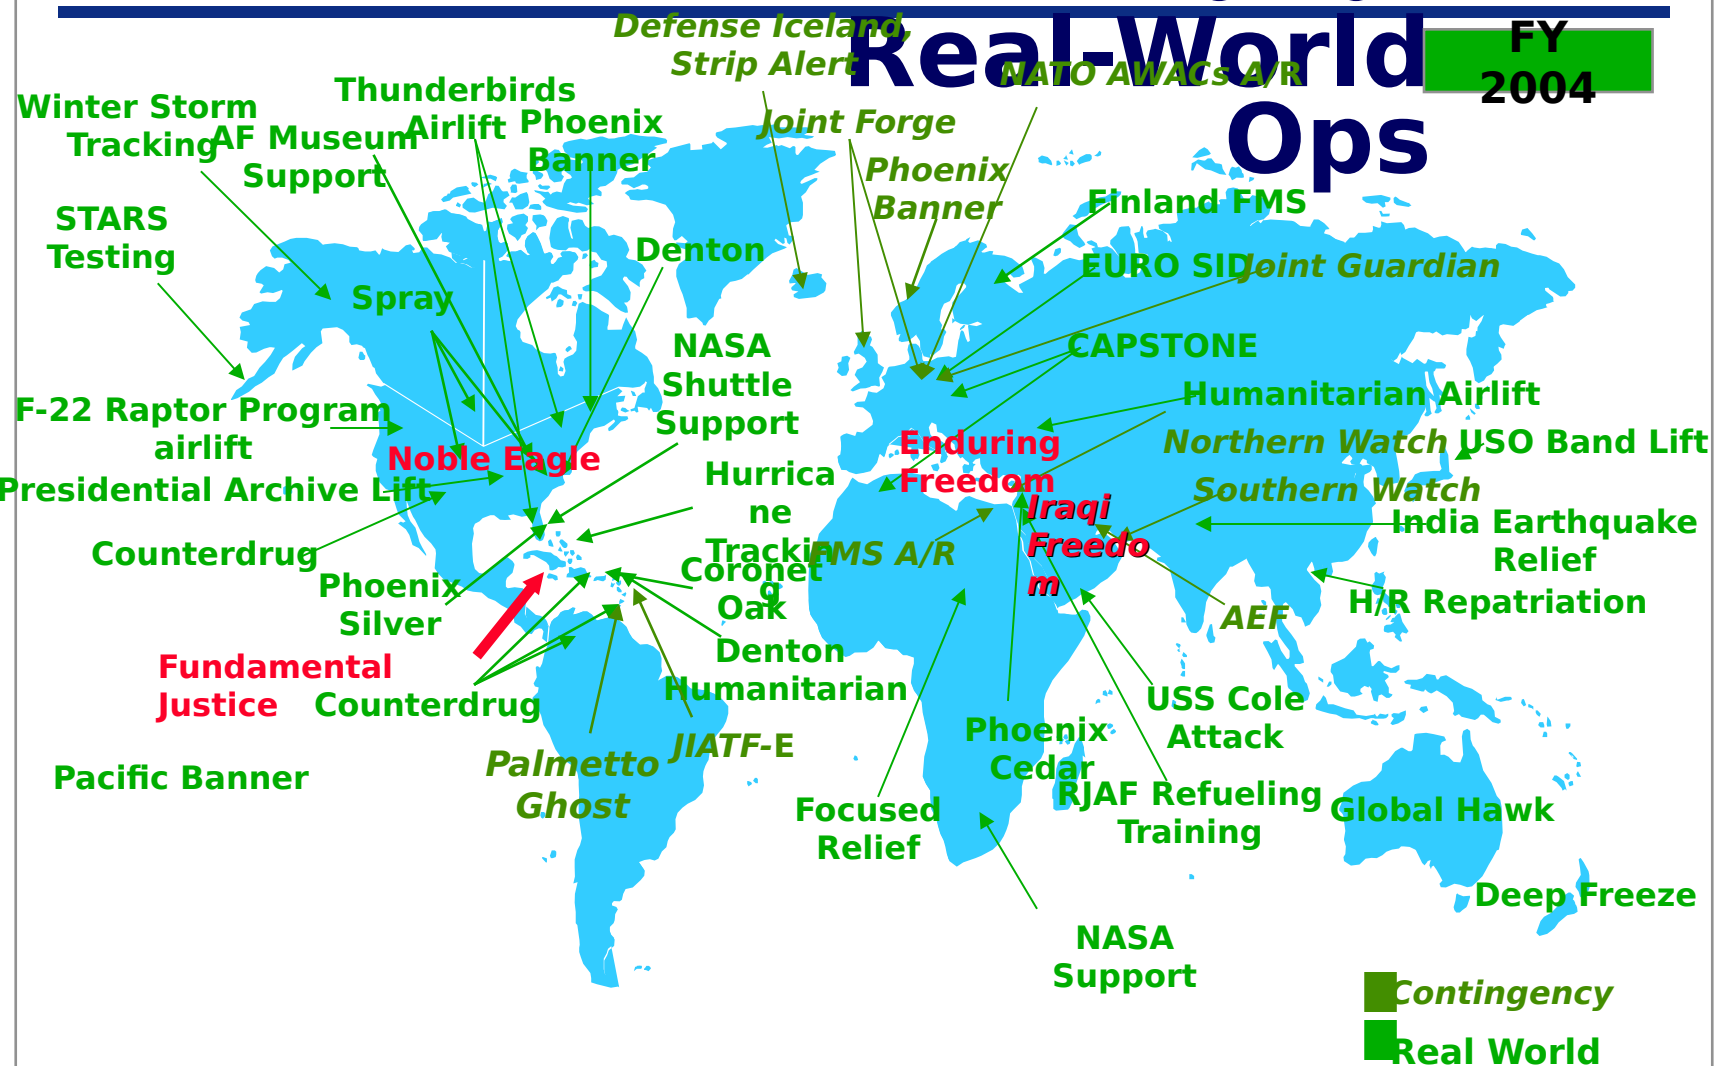 Real-World
Ops
FY
2004
Defense Iceland,
Strip Alert
NATO AWACs A/R
Thunderbirds
Airlift
Winter Storm
Tracking
AF Museum
Support
Phoenix
Banner
Joint Forge
Phoenix
Banner
Finland FMS
STARS
Testing
Denton
EURO SID
Joint Guardian
Spray
NASA
Shuttle
Support
CAPSTONE
F-22 Raptor Program
airlift
Humanitarian Airlift
Noble Eagle
Enduring
Freedom
Northern Watch
USO Band Lift
Presidential Archive Lift
Hurrica
ne
Trackin
g
Southern Watch
Iraqi
Freedo
m
India Earthquake
Relief
Counterdrug
FMS A/R
Coronet
Oak
Phoenix
Silver
AEF
H/R Repatriation
Fundamental
Justice
Denton
Humanitarian
Counterdrug
USS Cole
Attack
Phoenix
Cedar
JIATF-E
Palmetto
Ghost
Pacific Banner
Focused
Relief
RJAF Refueling
Training
Global Hawk
Deep Freeze
NASA
Support
Contingency
Real World